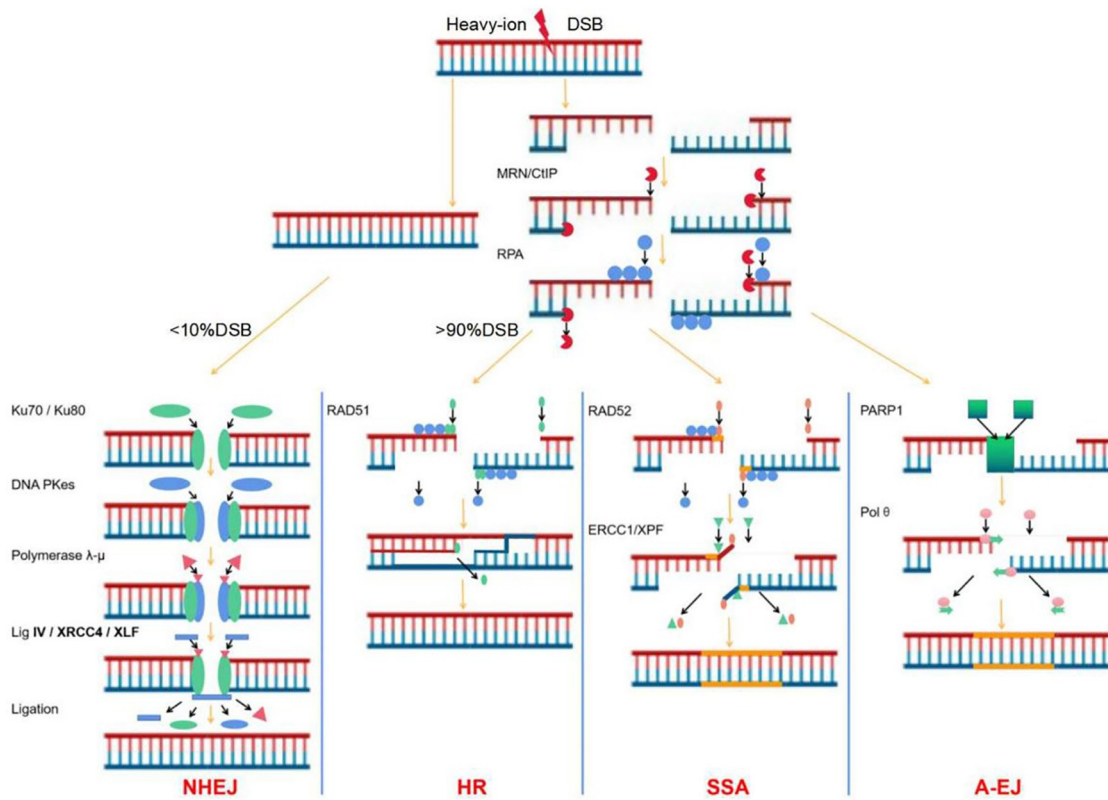 Heavy-ion DSB
MRN/CtIP
RPA
<10%DSB
>90%DSB
Ku70 / Ku80
DNA PKes
Polymerase λ-μ
Lig IV / XRCC4 / XLF
Ligation
NHEJ
RAD51
HR
RAD52
ERCC1/XPF
SSA
PARP1
Pol θ
A-EJ